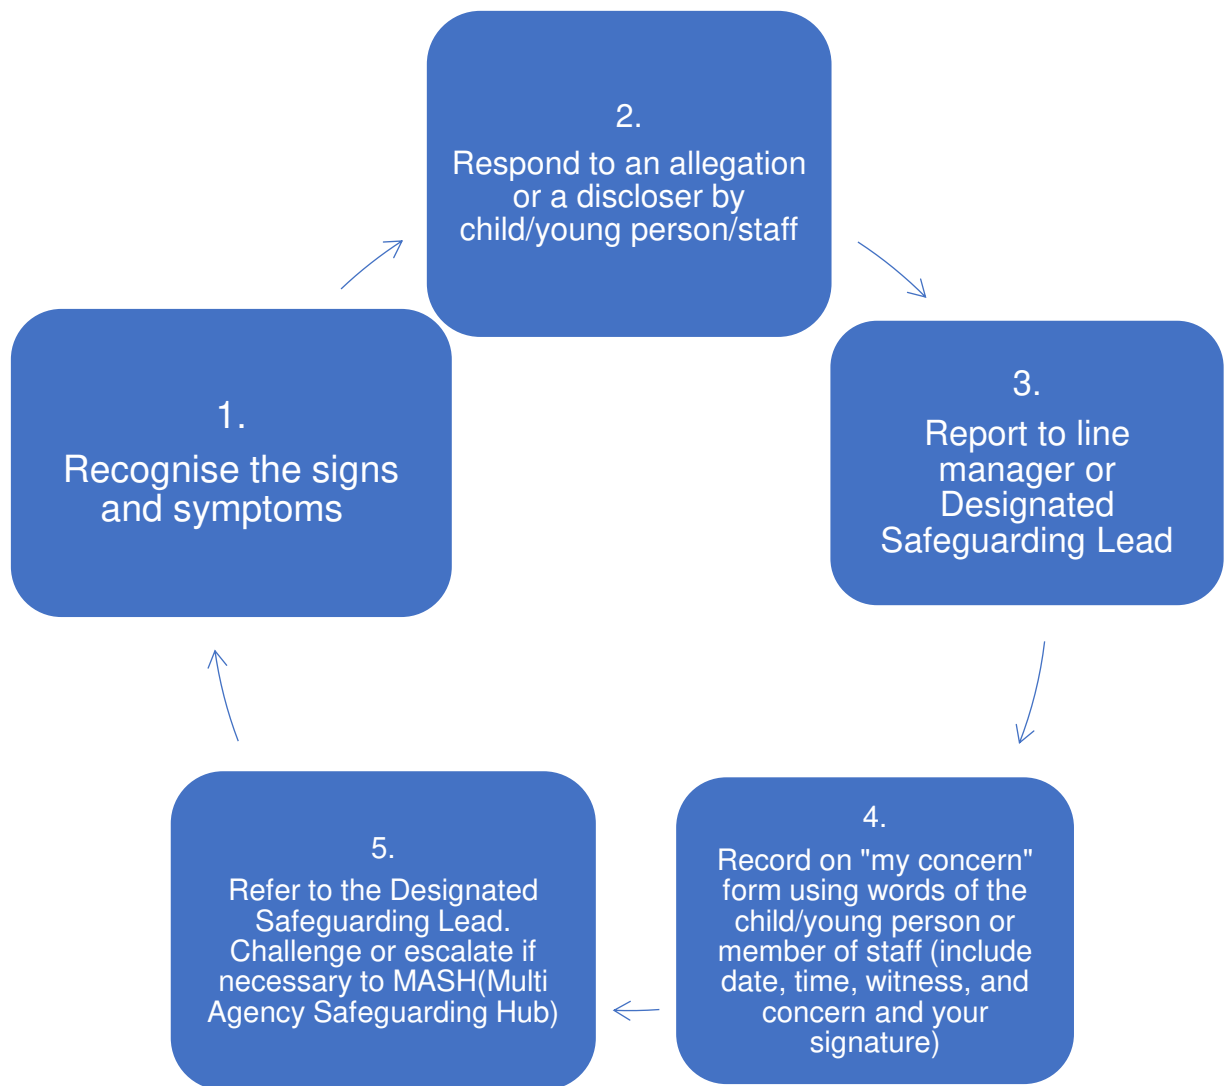 1.
Recognise the signs
and symptoms
2.
Respond to an allegation
or a discloser by
child/young person/staff
3.
Report to line
manager or
Designated
Safeguarding Lead
4.
Record on "my concern"
form using words of the
child/young person or
member of staff (include
date, time, witness, and
concern and your
signature)
5.
Refer to the Designated
Safeguarding Lead.
Challenge or escalate if
necessary to MASH(Multi
Agency Safeguarding Hub)